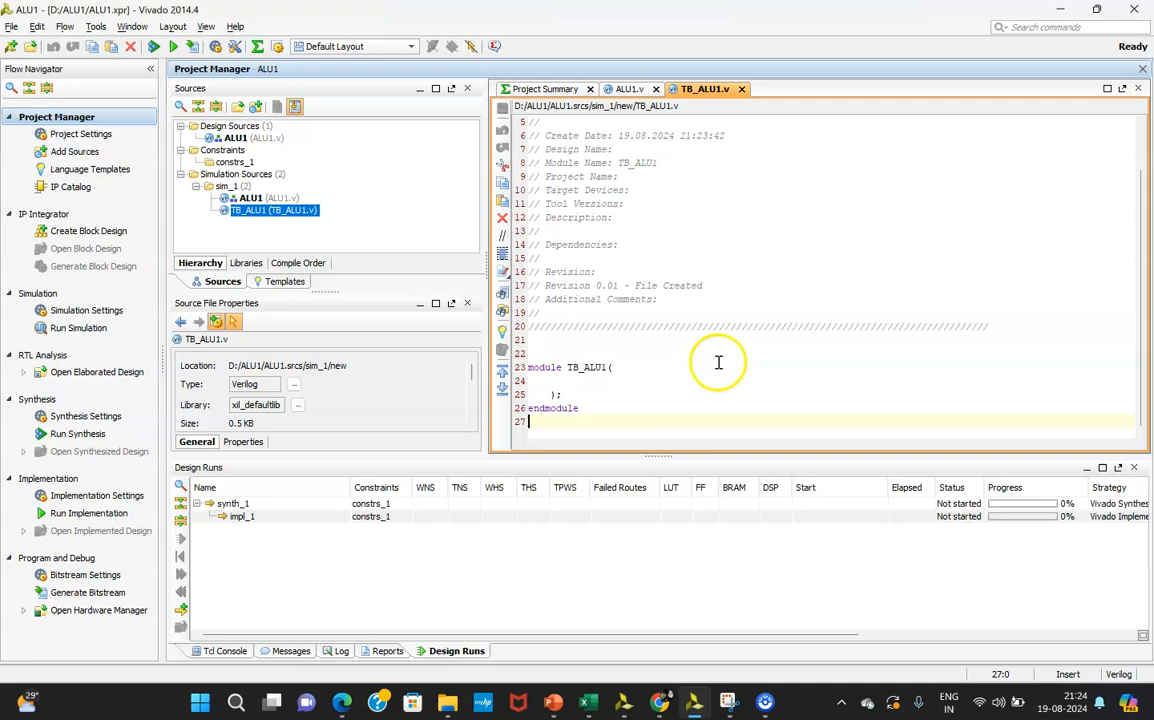 ALU1 - [D:/ALU1/ALU1.xpr] - Vivado 2014.4
File Edit Flow Tools Window Layout View Help
Search commands
Default Layout
Ready
Flow Navigator
Project Manager
Project Settings
Add Sources
Language Templates
IP Catalog
IP Integrator
Create Block Design
Open Block Design
Generate Block Design
Simulation
Simulation Settings
Run Simulation
RTL Analysis
Open Elaborated Design
Synthesis
Synthesis Settings
Run Synthesis
Open Synthesized Design
Implementation
Implementation Settings
Run Implementation
Open Implemented Design
Program and Debug
Bitstream Settings
Generate Bitstream
Open Hardware Manager
Project Manager - ALU1
Sources
Design Sources (1)
ALU1 (ALU1.v)
Constraints
constrs_1
Simulation Sources (2)
sim_1 (2)
ALU1 (ALU1.v)
TB_ALU1 (TB_ALU1.v)
Hierarchy Libraries Compile Order
Sources Templates
Source File Properties
TB_ALU1.v
Location: D:/ALU1/ALU1.srcs/sim_1/new
Type: Verilog ...
Library: xil_defaultlib ...
Size: 0.5 KB
General Properties
Project Summary ALU1.v TB_ALU1.v
D:/ALU1/ALU1.srcs/sim_1/new/TB_ALU1.v
5 //
6 // Create Date: 19.08.2024 21:23:42
7 // Design Name:
8 // Module Name: TB_ALU1
9 // Project Name:
10 // Target Devices:
11 // Tool Versions:
12 // Description:
13 //
14 // Dependencies:
15 //
16 // Revision:
17 // Revision 0.01 - File Created
18 // Additional Comments:
19 //
20 //////////////////////////////////////////////////////////////////////////////////
21
22
23 module TB_ALU1(
24
25 );
26 endmodule
27
Design Runs
Name Constraints WNS TNS WHS THS TPWS Failed Routes LUT FF BRAM DSP Start Elapsed Status Progress Strategy
synth_1 constrs_1 Not started 0% Vivado Synthes
impl_1 constrs_1 Not started 0% Vivado Impleme
Tcl Console Messages Log Reports Design Runs
27:0 Insert Verilog
29°
ENG
IN
21:24
19-08-2024